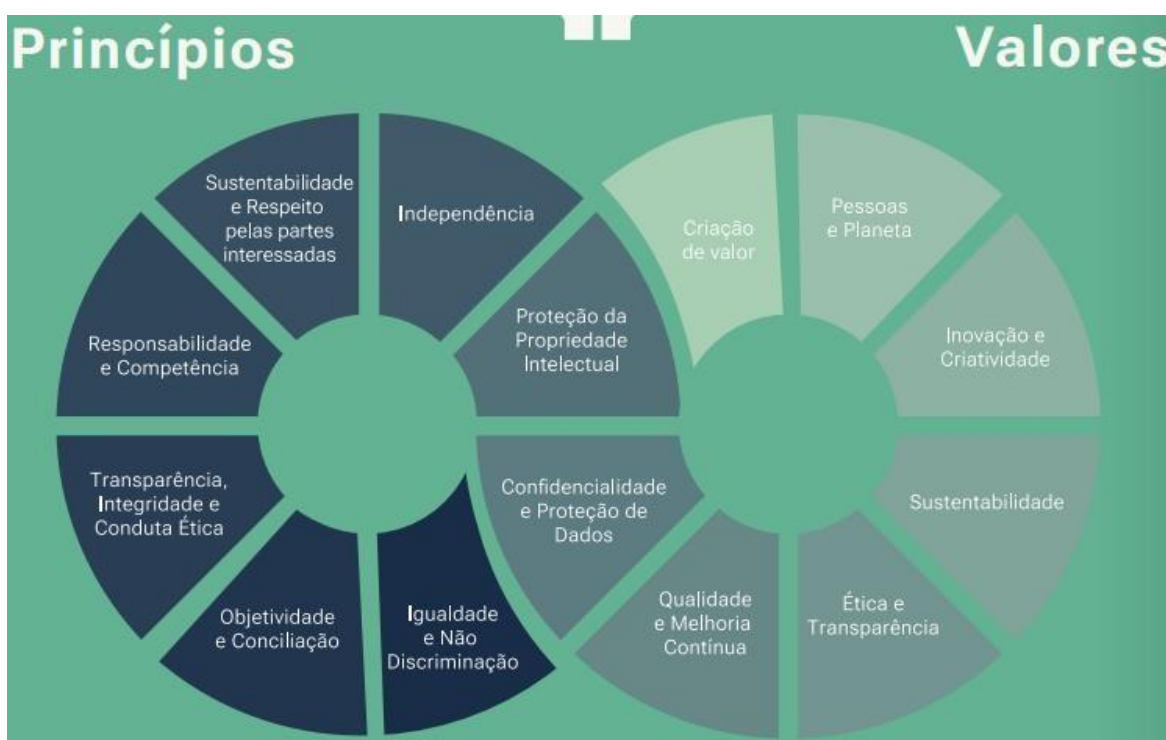 Princípios
Valores
Sustentabilidade
e Respeito
pelas partes
interessadas
Independência
Proteção da
Propriedade
Intelectual
Responsabilidade
e Competência
Transparência,
Integridade e
Conduta Ética
Objetividade
e Conciliação
Igualdade
e Não
Discriminação
Criação
de valor
Pessoas
e Planeta
Inovação e
Criatividade
Sustentabilidade
Ética e
Transparência
Qualidade
e Melhoria
Contínua
Confidencialidade
e Proteção de
Dados